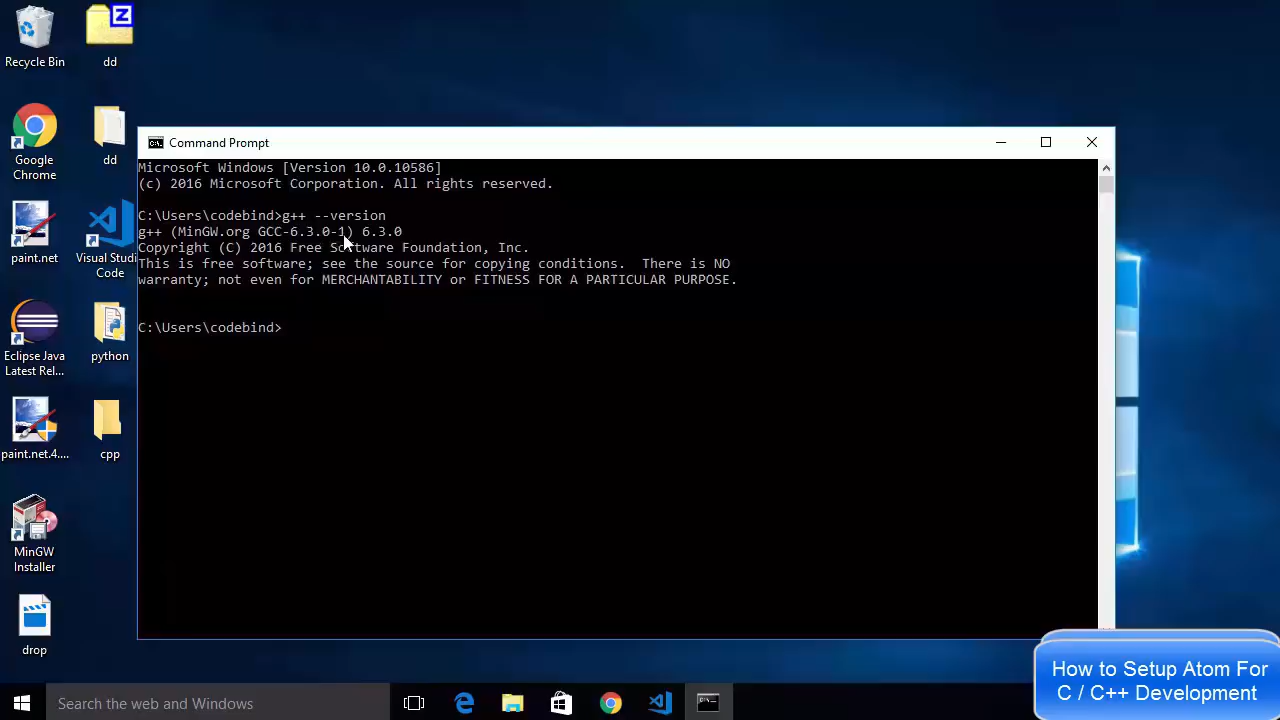 Recycle Bin
dd
Google
Chrome
dd
paint.net
Visual Studi
Code
Eclipse Java
Latest Rel...
python
paint.net.4....
cpp
MinGW
Installer
drop
Command Prompt
Microsoft Windows [Version 10.0.10586]
(c) 2016 Microsoft Corporation. All rights reserved.
C:\Users\codebind>g++ --version
g++ (MinGW.org GCC-6.3.0-1) 6.3.0
Copyright (C) 2016 Free Software Foundation, Inc.
This is free software; see the source for copying conditions.  There is NO
warranty; not even for MERCHANTABILITY or FITNESS FOR A PARTICULAR PURPOSE.
C:\Users\codebind>
How to Setup Atom For
C / C++ Development
Search the web and Windows